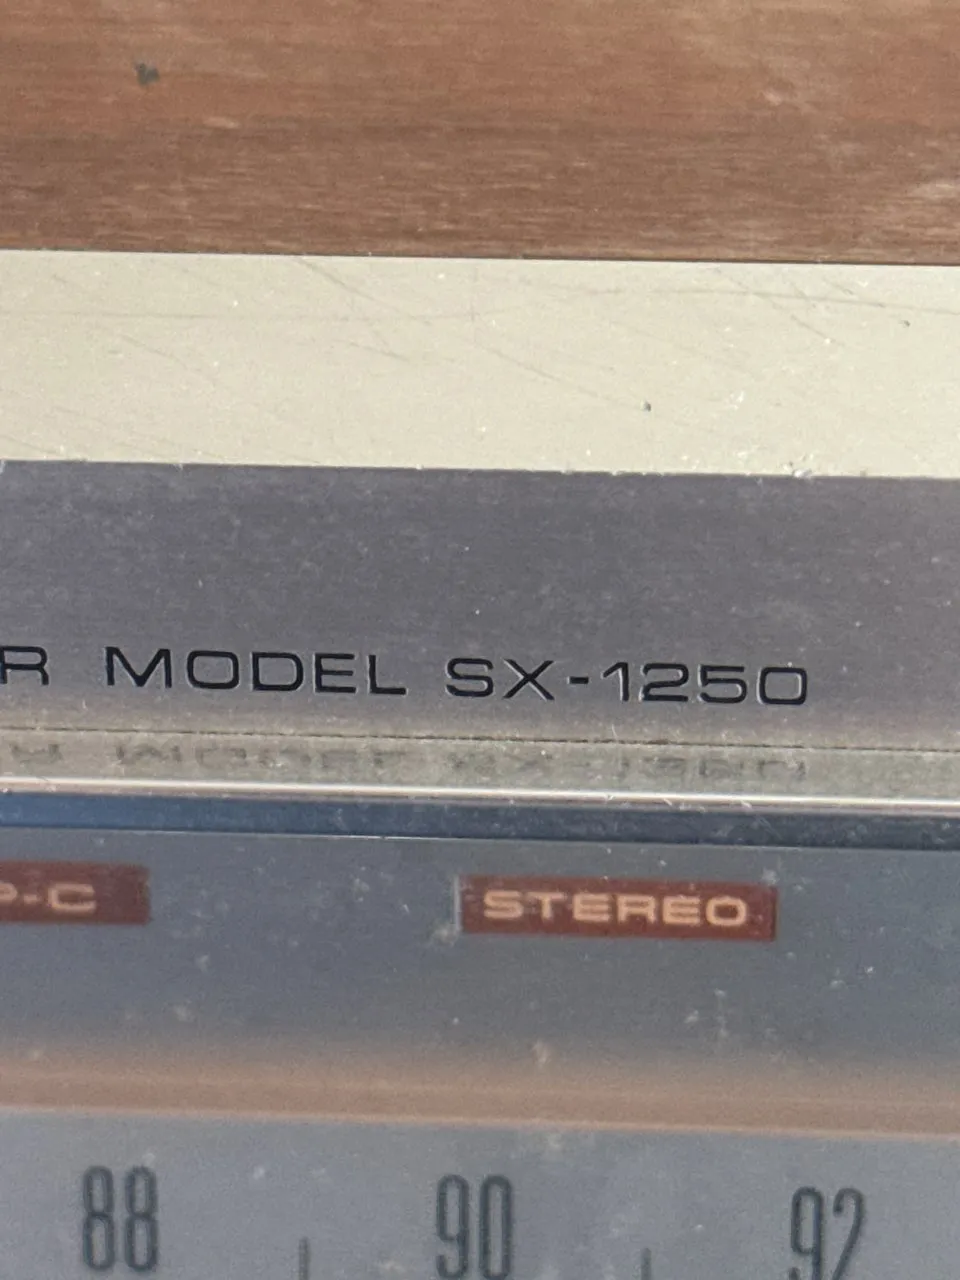 R MODEL SX-1250
P-C STEREO
88 90 92